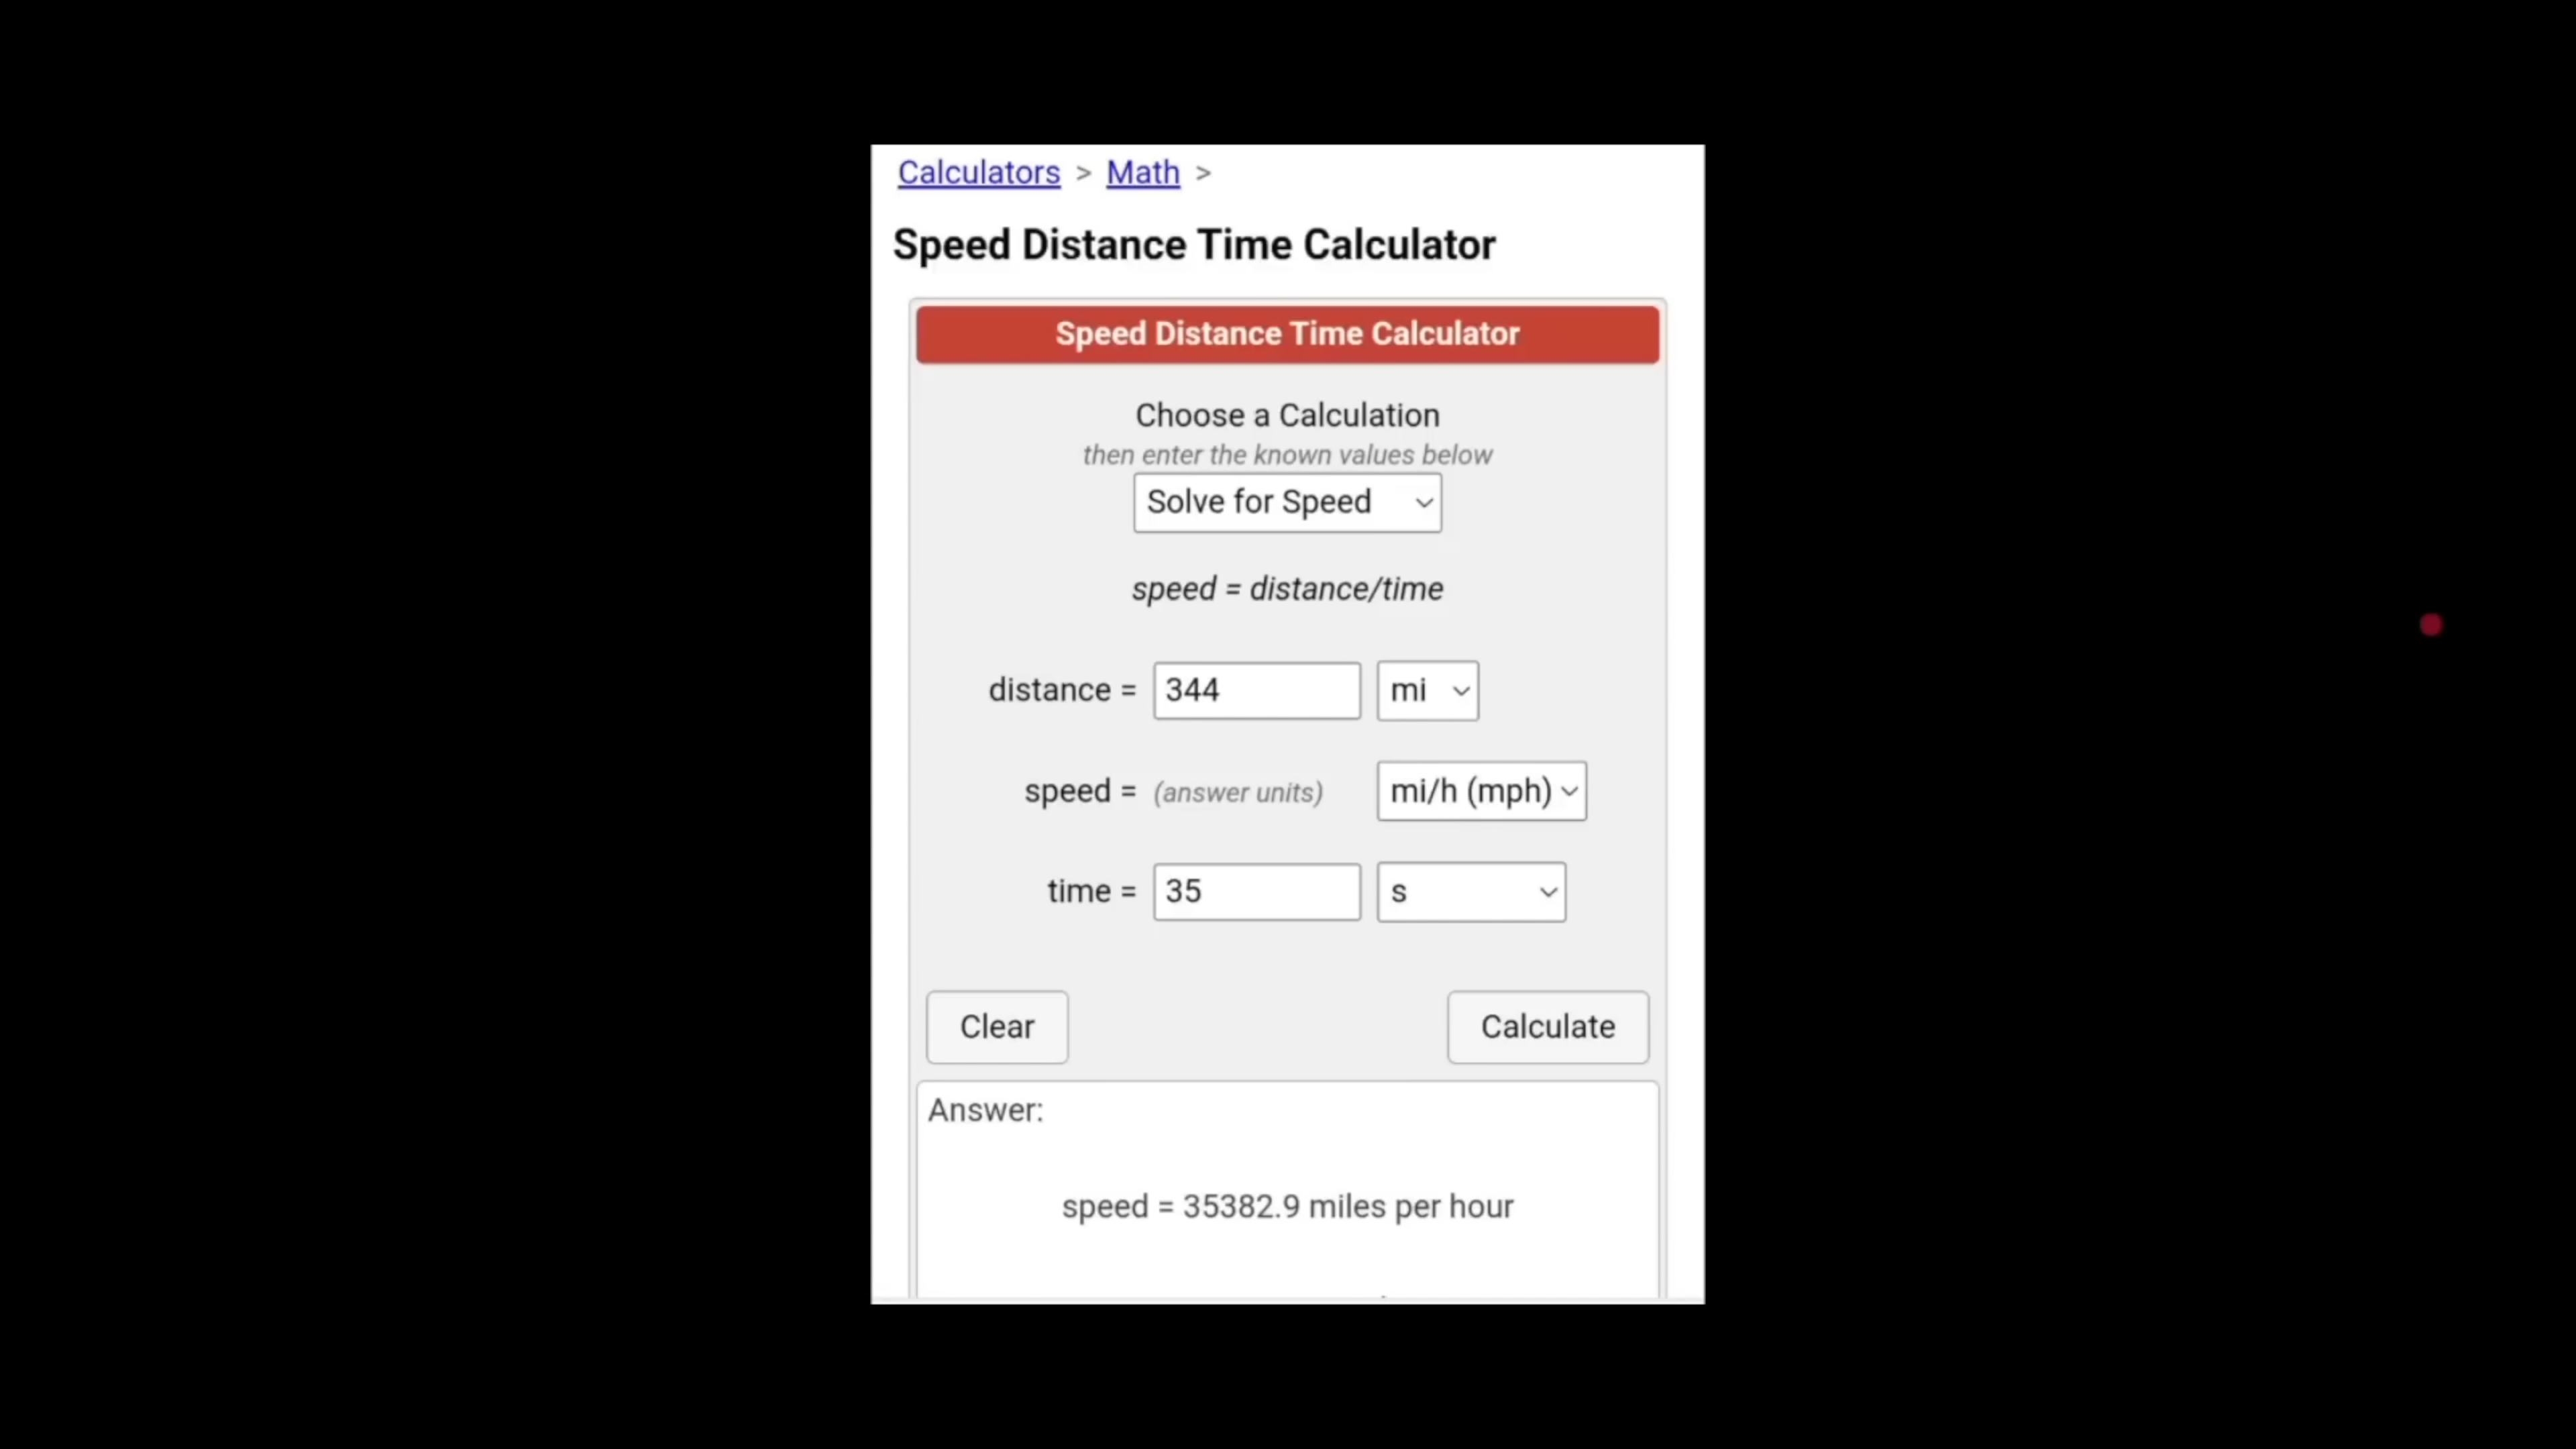 Calculators > Math >
Speed Distance Time Calculator
Speed Distance Time Calculator
Choose a Calculation
then enter the known values below
Solve for Speed
speed = distance/time
distance = 344 mi
speed = (answer units) mi/h (mph)
time = 35 s
Clear Calculate
Answer:
speed = 35382.9 miles per hour